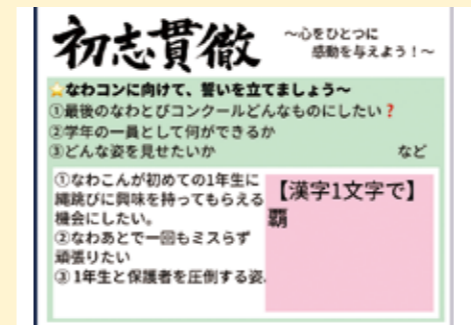 初志貫徹
～心をひとつに
感動を与えよう！～
⭐なわコンに向けて、誓いを立てましょう～
①最後のなわとびコンクールどんなものにしたい❓
②学年の一員として何ができるか
③どんな姿を見せたいか など
①なわこんが初めての1年生に
縄跳びに興味を持ってもらえる
機会にしたい。
②なわあとで一回もミスらず
頑張りたい
③ 1年生と保護者を圧倒する姿.
【漢字1文字で】
覇